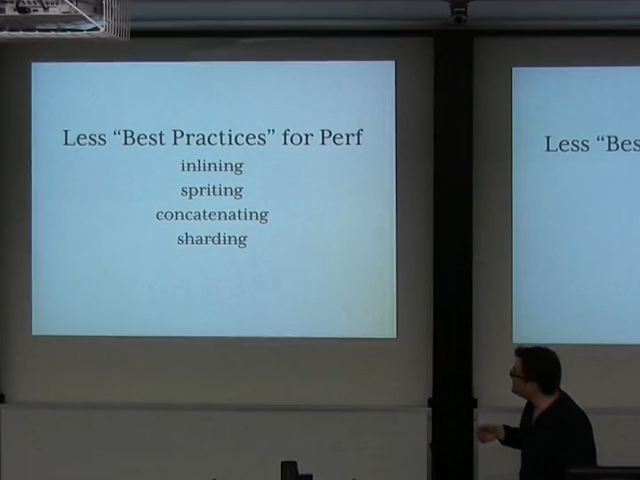 Less “Best Practices” for Perf
inlining
spriting
concatenating
sharding
Less “Bes